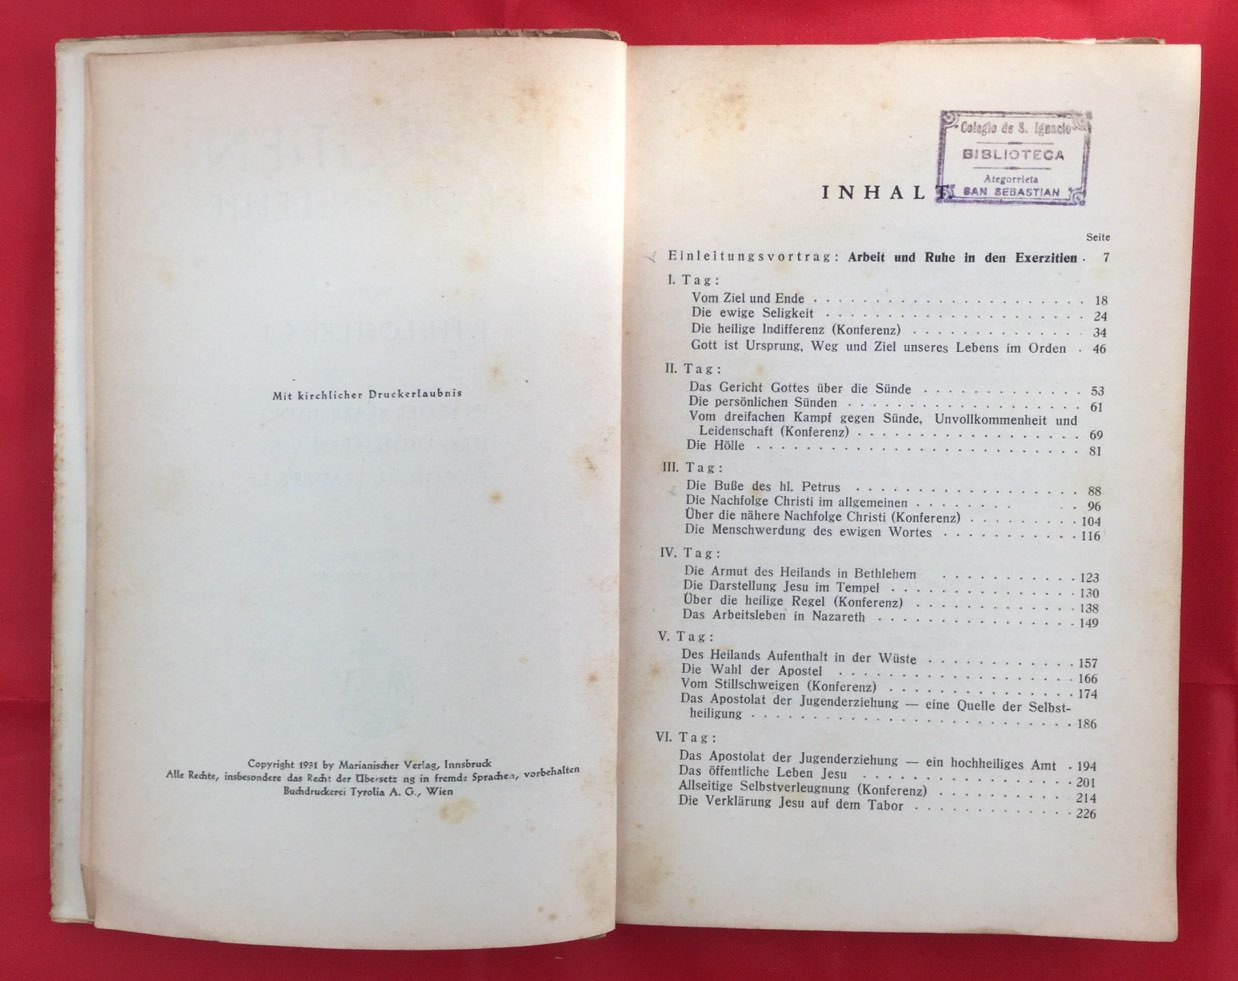 Mit kirchlicher Druckerlaubnis
Copyright 1931 by Marianischer Verlag, Innsbruck
Alle Rechte, insbesondere das Recht der Übersetz ng in fremde Sprachen, vorbehalten
Buchdruckerei Tyrolia A. G., Wien
Colegio de S. Ignacio
BIBLIOTECA
Ategorrieta
SAN SEBASTIAN
INHALT.
Seite
Einleitungsvortrag: Arbeit und Ruhe in den Exerzitien . 7
I. Tag:
Vom Ziel und Ende . . . . . . . . . . . . . . . . . . . . 18
Die ewige Seligkeit . . . . . . . . . . . . . . . . . . . . 24
Die heilige Indifferenz (Konferenz) . . . . . . . . . . . . . 34
Gott ist Ursprung, Weg und Ziel unseres Lebens im Orden . 46
II. Tag:
Das Gericht Gottes über die Sünde . . . . . . . . . . . . 53
Die persönlichen Sünden . . . . . . . . . . . . . . . . . 61
Vom dreifachen Kampf gegen Sünde, Unvollkommenheit und
Leidenschaft (Konferenz) . . . . . . . . . . . . . . . . . 69
Die Hölle . . . . . . . . . . . . . . . . . . . . . . . . 81
III. Tag:
Die Buße des hl. Petrus . . . . . . . . . . . . . . . . . 88
Die Nachfolge Christi im allgemeinen . . . . . . . . . . . 96
Über die nähere Nachfolge Christi (Konferenz) . . . . . . . . 104
Die Menschwerdung des ewigen Wortes . . . . . . . . . . 116
IV. Tag:
Die Armut des Heilands in Bethlehem . . . . . . . . . . . 123
Die Darstellung Jesu im Tempel . . . . . . . . . . . . . . 130
Über die heilige Regel (Konferenz) . . . . . . . . . . . . 138
Das Arbeitsleben in Nazareth . . . . . . . . . . . . . . . 149
V. Tag:
Des Heilands Aufenthalt in der Wüste . . . . . . . . . . . 157
Die Wahl der Apostel . . . . . . . . . . . . . . . . . . 166
Vom Stillschweigen (Konferenz) . . . . . . . . . . . . . . 174
Das Apostolat der Jugenderziehung — eine Quelle der Selbst-
heiligung . . . . . . . . . . . . . . . . . . . . . . . . 186
VI. Tag:
Das Apostolat der Jugenderziehung — ein hochheiliges Amt . 194
Das öffentliche Leben Jesu . . . . . . . . . . . . . . . . 201
Allseitige Selbstverleugnung (Konferenz) . . . . . . . . . . 214
Die Verklärung Jesu auf dem Tabor . . . . . . . . . . . . 226